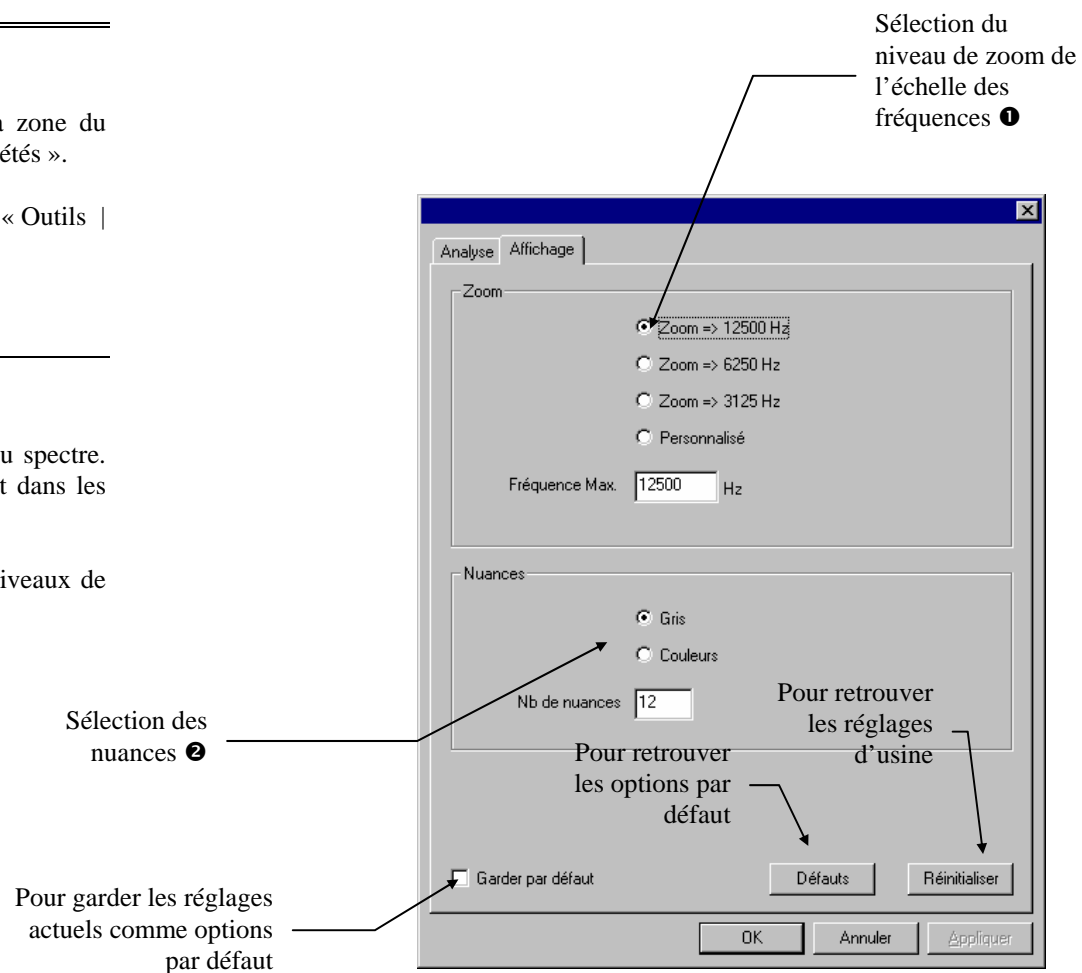 Sélection du
niveau de zoom de
l'échelle des
fréquences ❶
zone du
étés ».
« Outils |
u spectre.
t dans les
iveaux de
Analyse Affichage
Zoom
Zoom => 12500 Hz
Zoom => 6250 Hz
Zoom => 3125 Hz
Personnalisé
Fréquence Max. 12500 Hz
Nuances
Gris
Couleurs
Nb de nuances 12
Sélection des
nuances ❷
Pour retrouver
les réglages
d'usine
Pour retrouver
les options par
défaut
Garder par défaut Défauts Réinitialiser
Pour garder les réglages
actuels comme options
par défaut
OK Annuler Appliquer